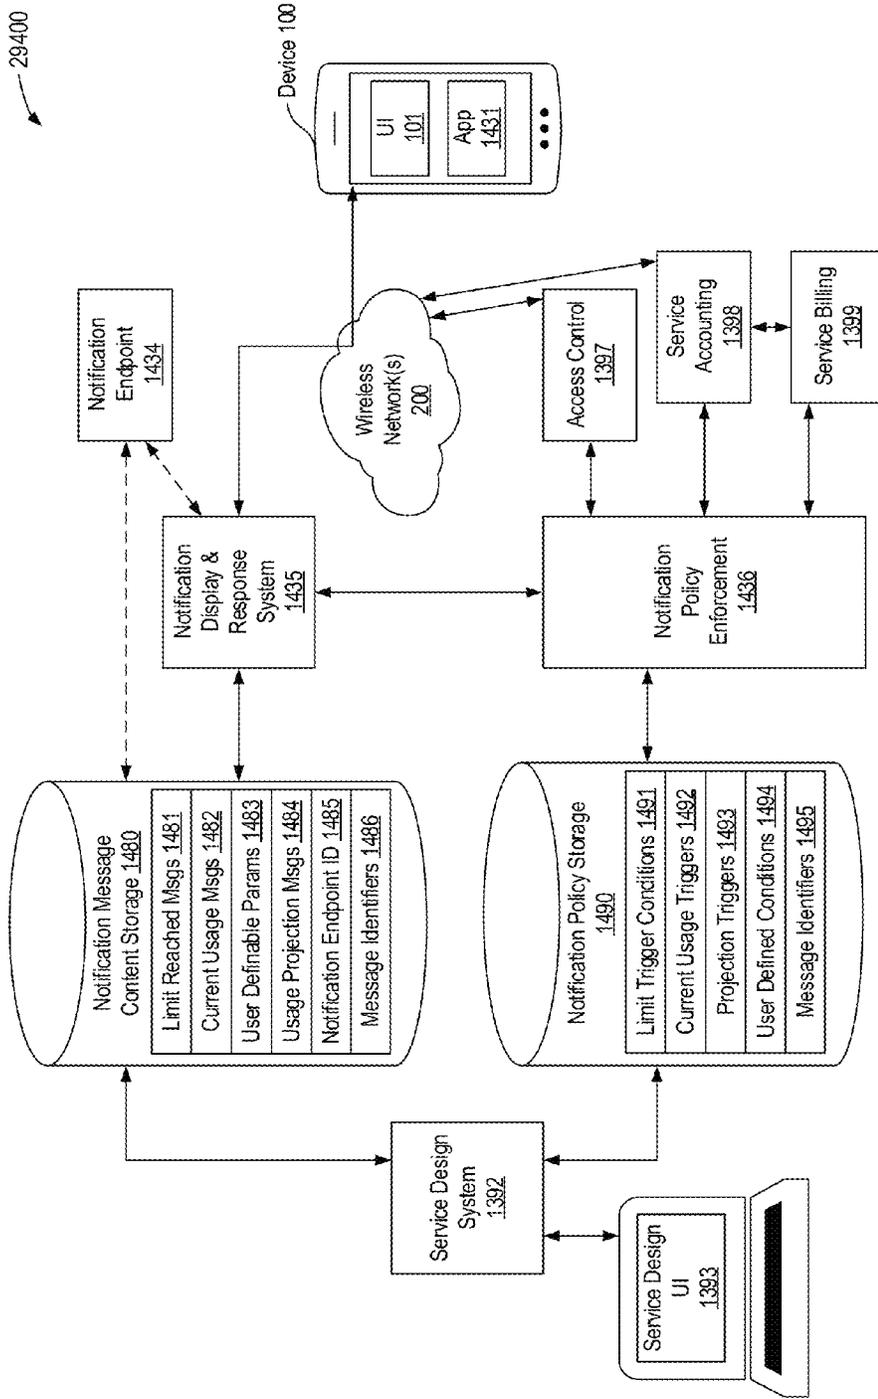 29400
Device 100
UI
101
App
1431
Notification
Endpoint
1434
Wireless
Network(s)
200
Access Control
1397
Service
Accounting
1398
Service Billing
1399
Notification
Display &
Response
System
1435
Notification
Policy
Enforcement
1436
Notification Message
Content Storage 1480
Limit Reached Msgs 1481
Current Usage Msgs 1482
User Definable Params 1483
Usage Projection Msgs 1484
Notification Endpoint ID 1485
Message Identifiers 1486
Notification Policy Storage
1490
Limit Trigger Conditions 1491
Current Usage Triggers 1492
Projection Triggers 1493
User Defined Conditions 1494
Message Identifiers 1495
Service Design
System
1392
Service Design
UI
1393